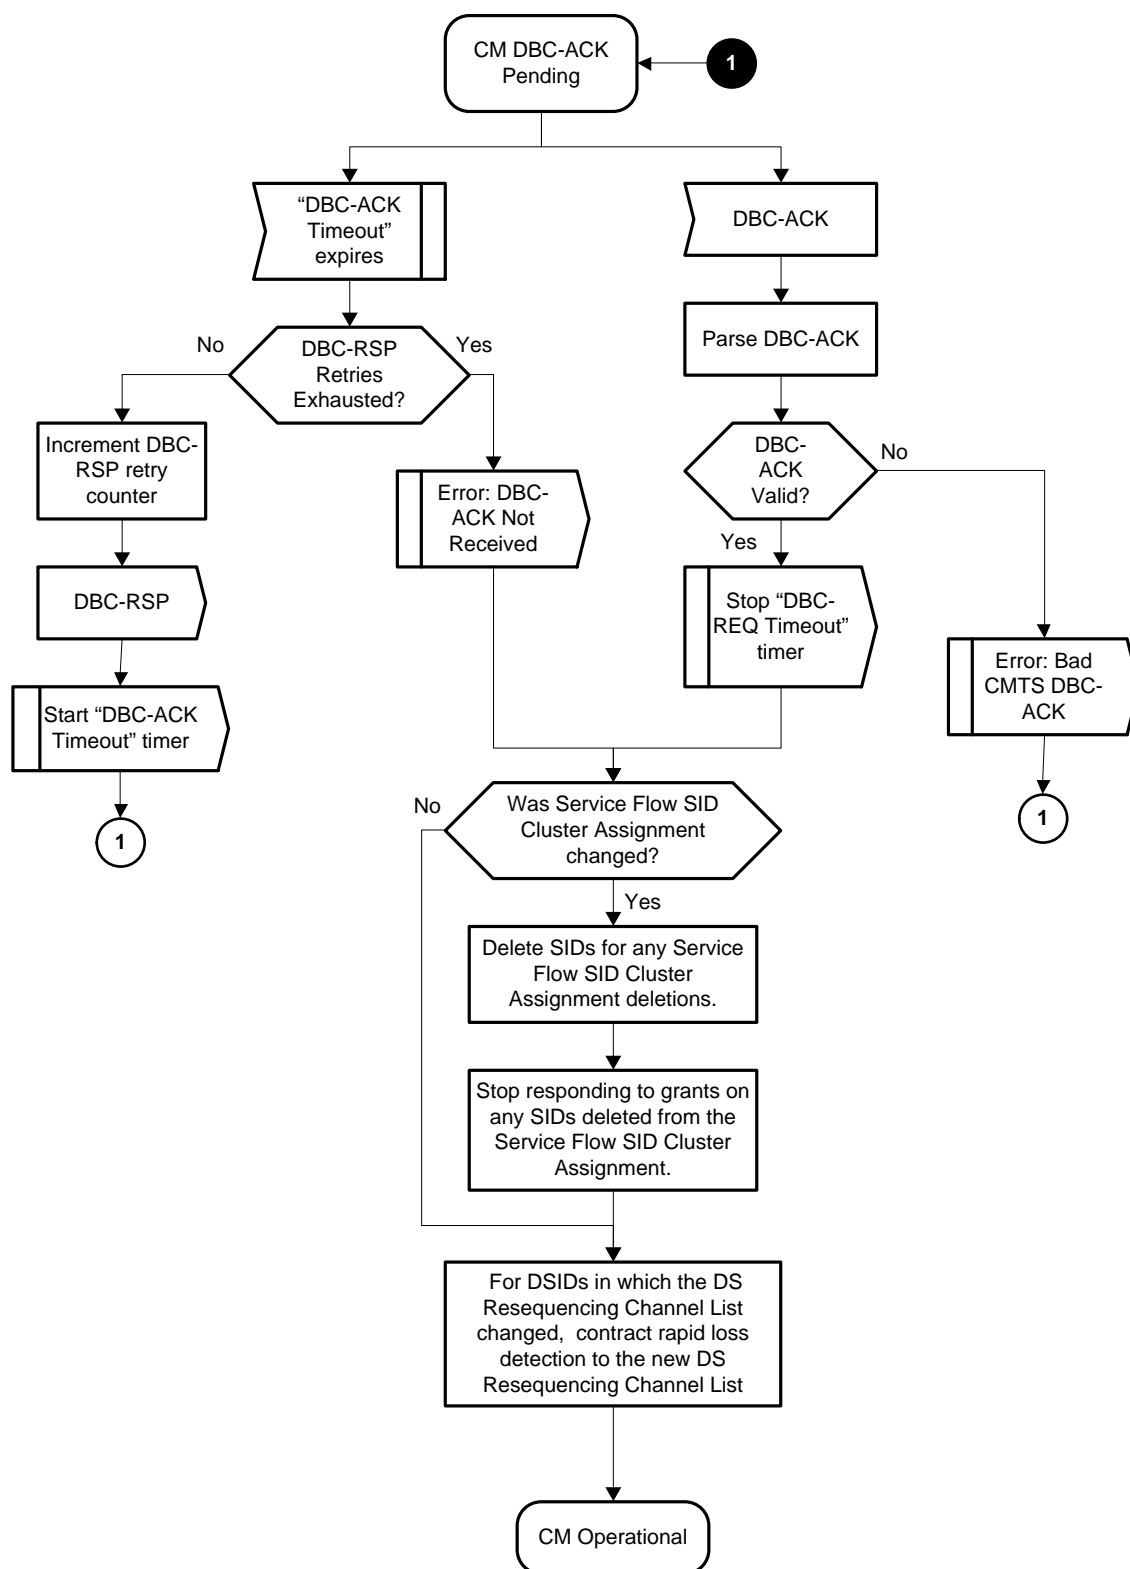 CM DBC-ACK
Pending
1
“DBC-ACK
Timeout”
expires
DBC-ACK
No
DBC-RSP
Retries
Exhausted?
Yes
Parse DBC-ACK
Increment DBC-
RSP retry
counter
Error: DBC-
ACK Not
Received
DBC-
ACK
Valid?
No
Yes
DBC-RSP
Stop “DBC-
REQ Timeout”
timer
Start “DBC-ACK
Timeout” timer
Error: Bad
CMTS DBC-
ACK
1
1
No
Was Service Flow SID
Cluster Assignment
changed?
Yes
Delete SIDs for any Service
Flow SID Cluster
Assignment deletions.
Stop responding to grants on
any SIDs deleted from the
Service Flow SID Cluster
Assignment.
For DSIDs in which the DS
Resequencing Channel List
changed,  contract rapid loss
detection to the new DS
Resequencing Channel List
CM Operational